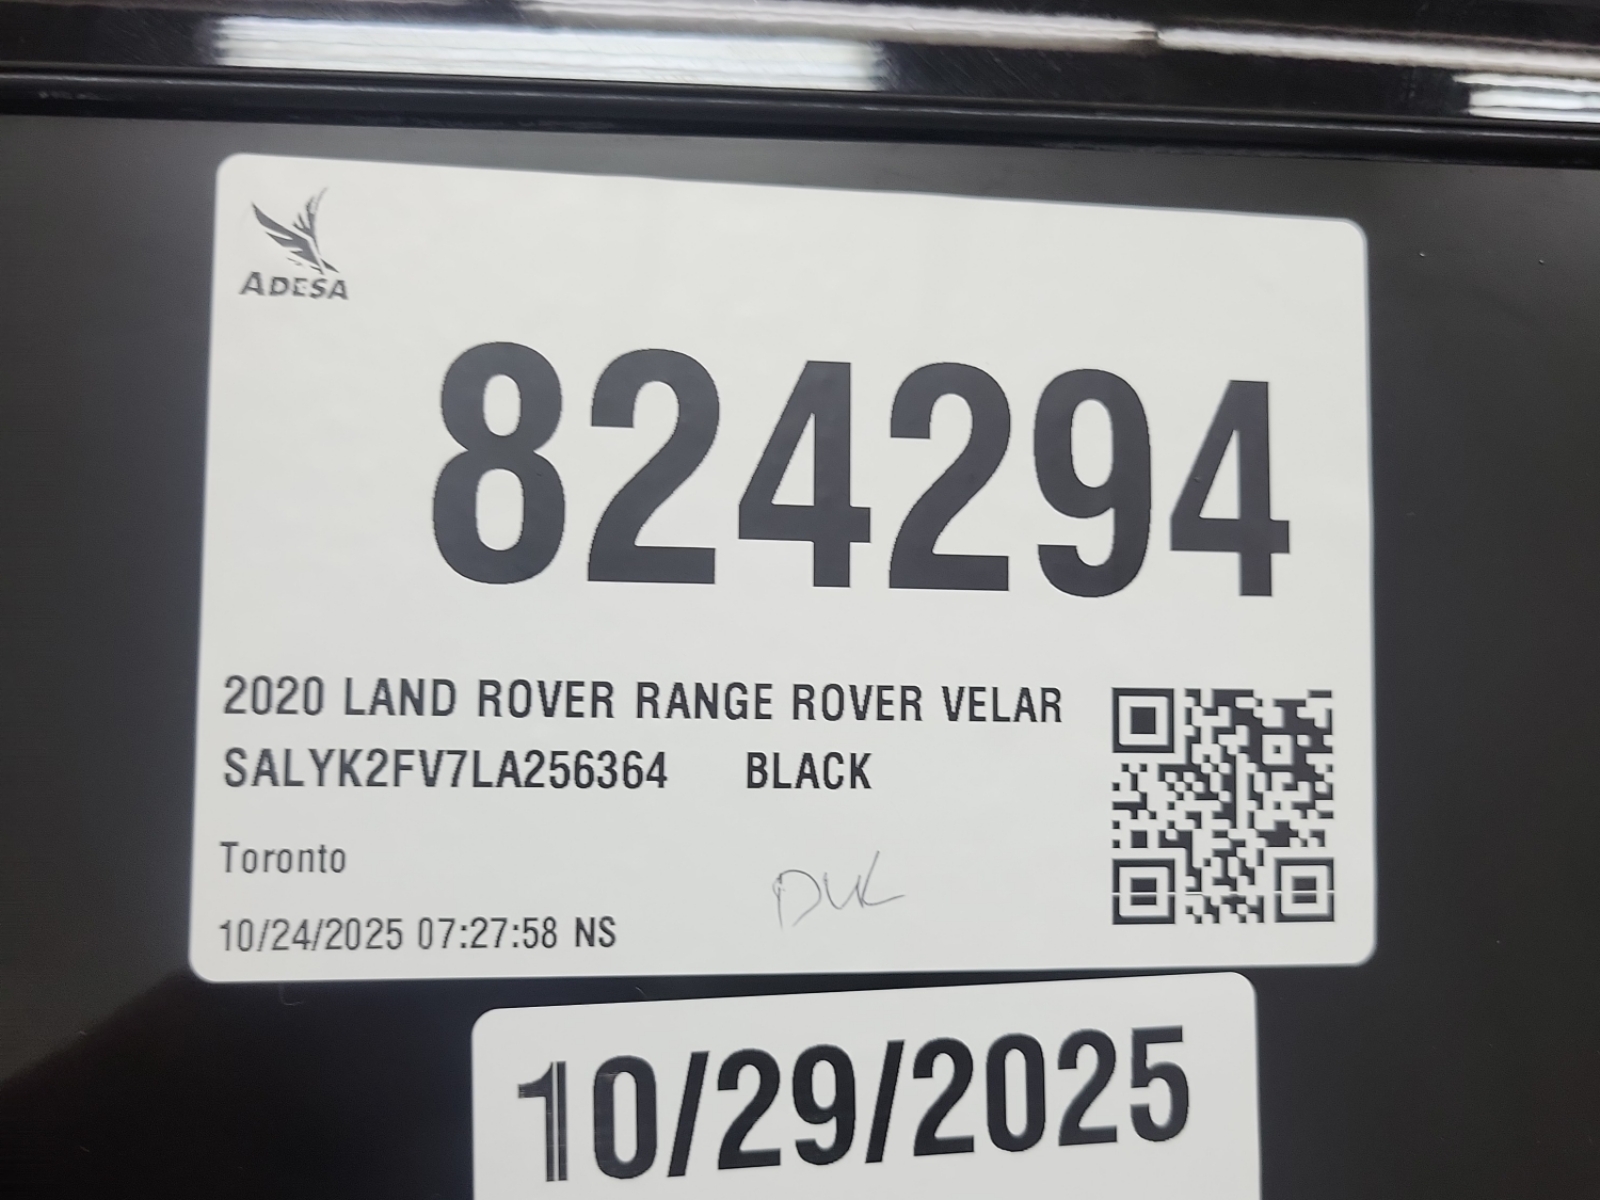 ADESA
824294
2020 LAND ROVER RANGE ROVER VELAR
SALYK2FV7LA256364 BLACK
Toronto
10/24/2025 07:27:58 NS
10/29/2025